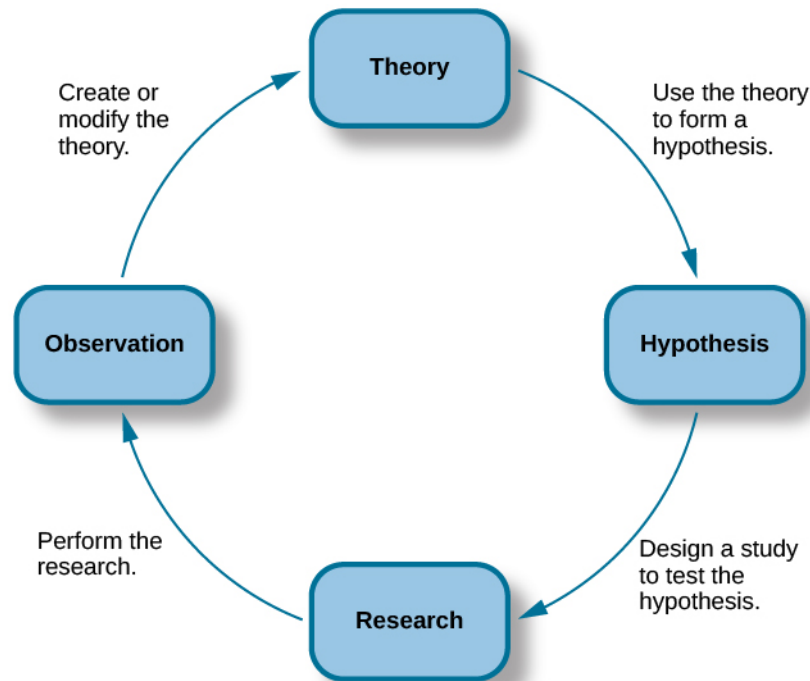 Theory
Use the theory
to form a
hypothesis.
Hypothesis
Design a study
to test the
hypothesis.
Research
Perform the
research.
Observation
Create or
modify the
theory.